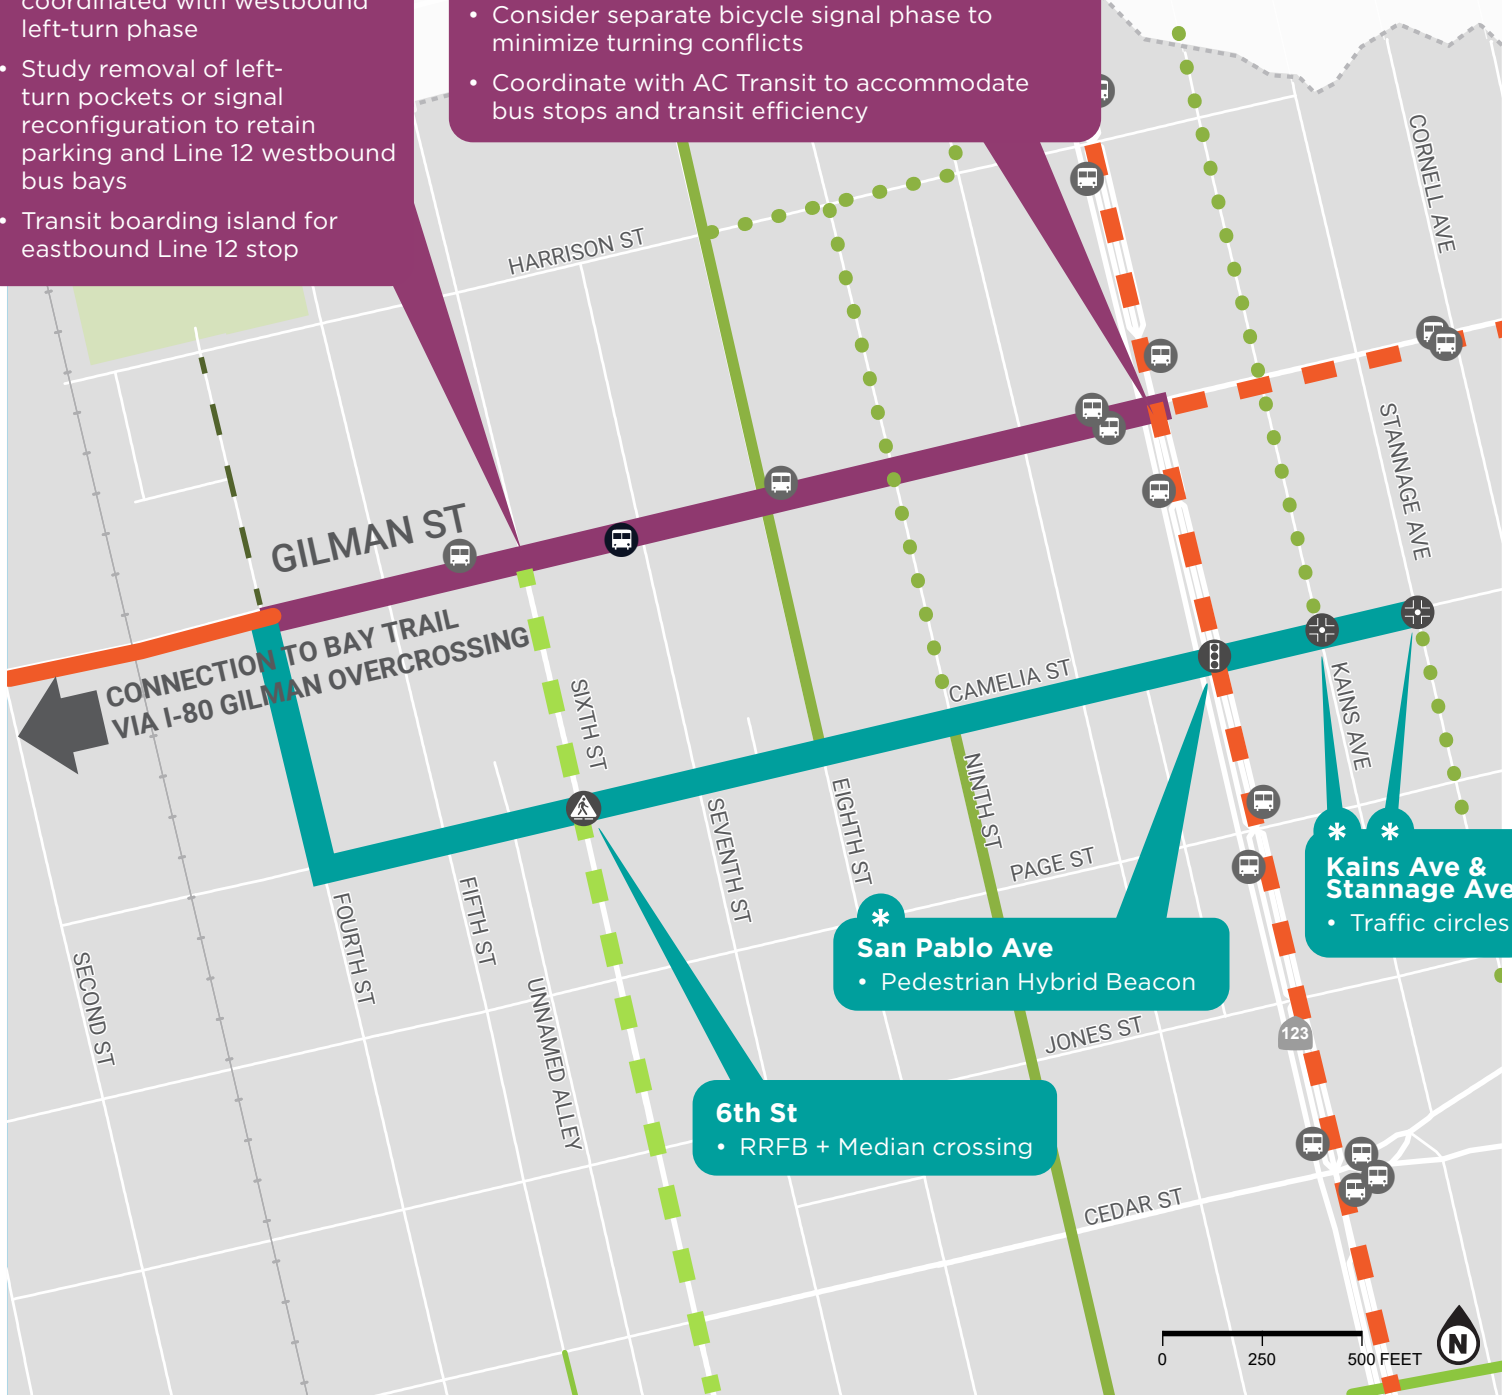 coordinated with westbound
left-turn phase
• Study removal of left-
turn pockets or signal
reconfiguration to retain
parking and Line 12 westbound
bus bays
• Transit boarding island for
eastbound Line 12 stop
• Consider separate bicycle signal phase to
minimize turning conflicts
• Coordinate with AC Transit to accommodate
bus stops and transit efficiency
CORNELL AVE
HARRISON ST
STANNAGE AVE
GILMAN ST
CONNECTION TO BAY TRAIL
VIA I-80 GILMAN OVERCROSSING
SIXTH ST
CAMELIA ST
KAINS AVE
NINTH ST
EIGHTH ST
SEVENTH ST
PAGE ST
FIFTH ST
FOURTH ST
SECOND ST
UNNAMED ALLEY
* *
Kains Ave &
Stannage Ave
• Traffic circles
*
San Pablo Ave
• Pedestrian Hybrid Beacon
JONES ST
123
6th St
• RRFB + Median crossing
CEDAR ST
0 250 500 FEET
N